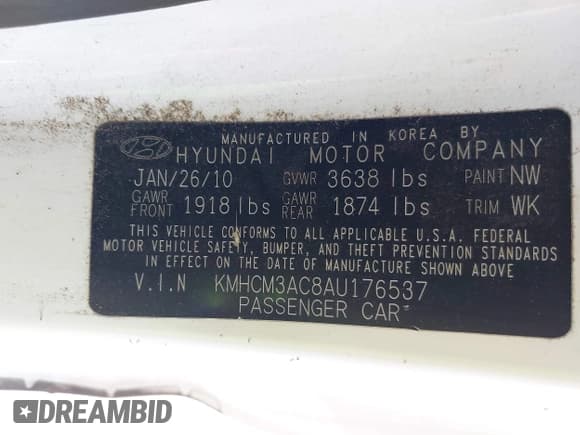 MANUFACTURED IN KOREA BY
HYUNDAI MOTOR COMPANY
JAN/26/10 GVWR 3638 lbs PAINT NW
GAWR FRONT 1918 lbs GAWR REAR 1874 lbs TRIM WK
THIS VEHICLE CONFORMS TO ALL APPLICABLE U.S.A. FEDERAL
MOTOR VEHICLE SAFETY, BUMPER, AND THEFT PREVENTION STANDARDS
IN EFFECT ON THE DATE OF MANUFACTURE SHOWN ABOVE
V.I.N KMHCM3AC8AU176537
PASSENGER CAR
DREAMBID